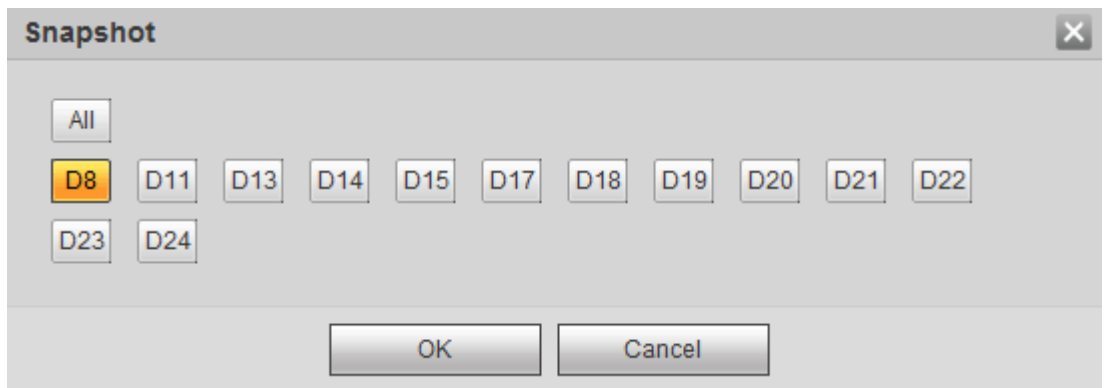 Snapshot
All
D8 D11 D13 D14 D15 D17 D18 D19 D20 D21 D22
D23 D24
OK Cancel